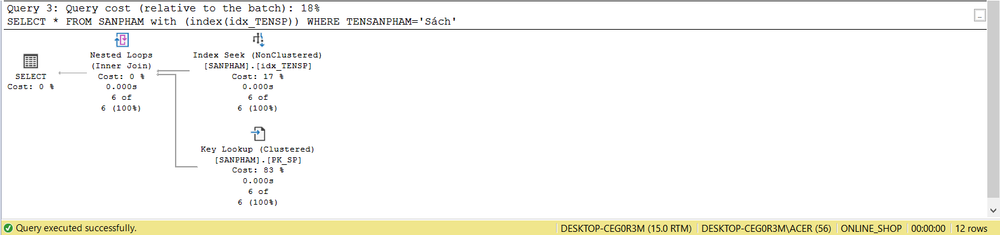 Query 3: Query cost (relative to the batch): 18%
SELECT * FROM SANPHAM with (index(idx_TENSP)) WHERE TENSANPHAM='Sách'
...
SELECT
Cost: 0 %
Nested Loops
(Inner Join)
Cost: 0 %
0.000s
6 of
6 (100%)
Index Seek (NonClustered)
[SANPHAM].[idx_TENSP]
Cost: 17 %
0.000s
6 of
6 (100%)
Key Lookup (Clustered)
[SANPHAM].[PK_SP]
Cost: 83 %
0.000s
6 of
6 (100%)
Query executed successfully.
DESKTOP-CEG0R3M (15.0 RTM)
DESKTOP-CEG0R3M\ACER (56)
ONLINE_SHOP
00:00:00
12 rows